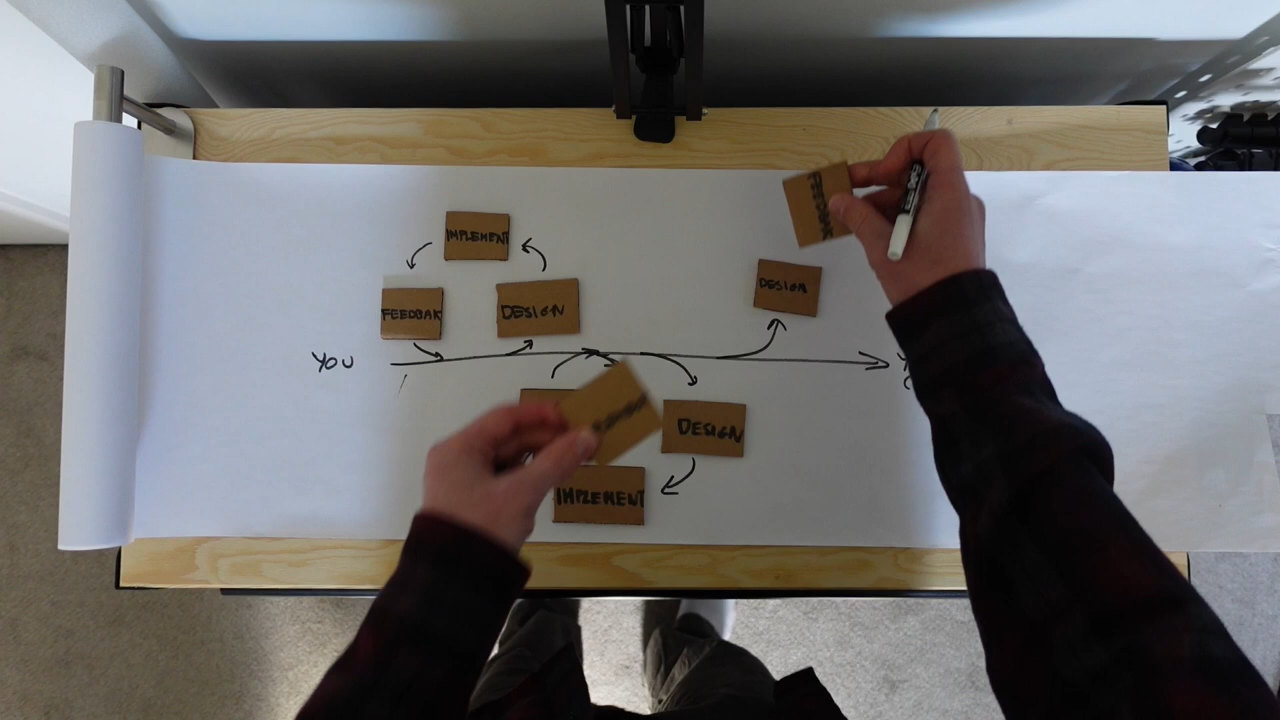 IMPLEMENT
FEEDBAK
DESIGN
DESIGN
YOU
DESIGN
IMPLEMENT